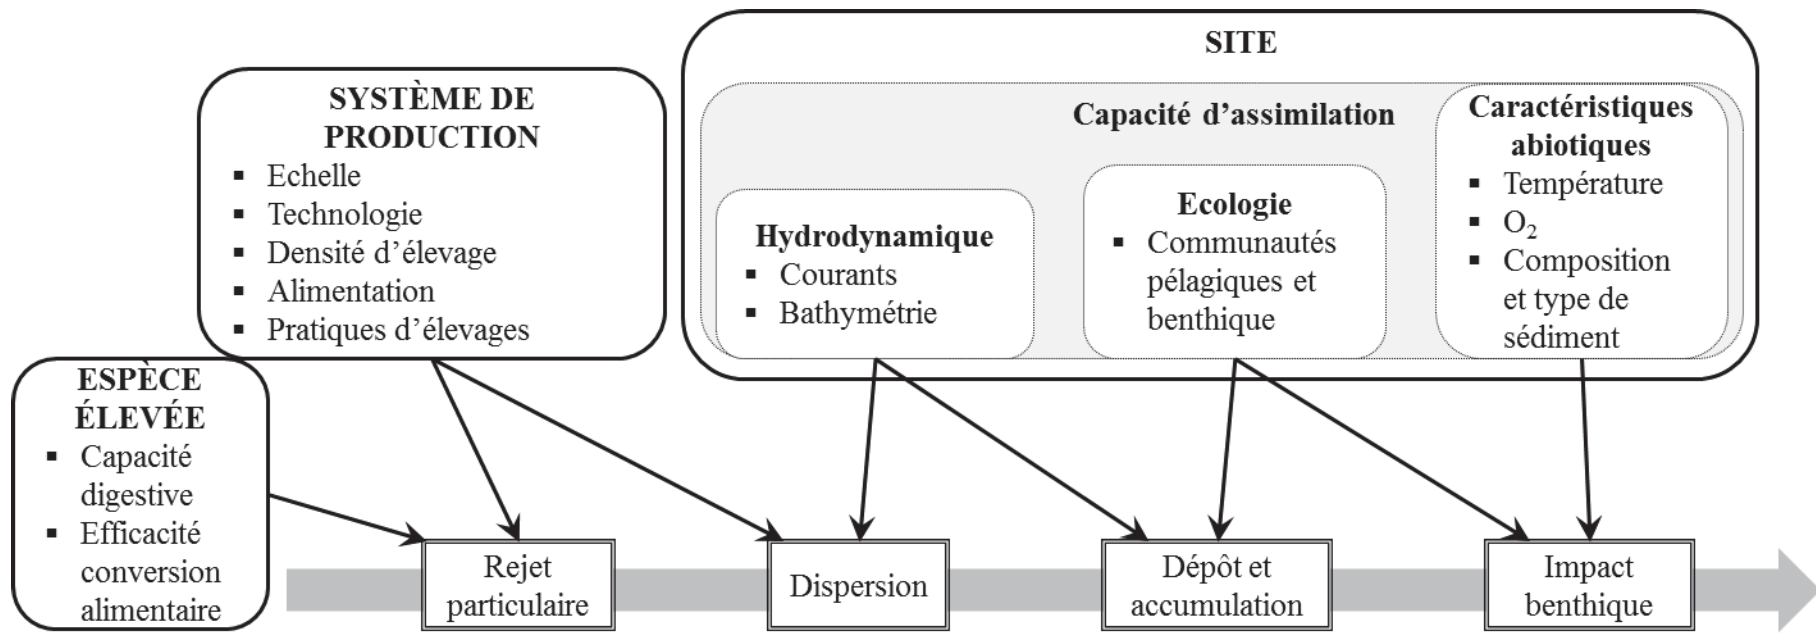 SITE
SYSTÈME DE
PRODUCTION
▪ Echelle
▪ Technologie
▪ Densité d’élevage
▪ Alimentation
▪ Pratiques d’élevages
Capacité d’assimilation
Hydrodynamique
▪ Courants
▪ Bathymétrie
Ecologie
▪ Communautés
pélagiques et
benthique
Caractéristiques
abiotiques
▪ Température
▪ O₂
▪ Composition
et type de
sédiment
ESPÈCE
ÉLEVÉE
▪ Capacité
digestive
▪ Efficacité
conversion
alimentaire
Rejet
particulaire
Dispersion
Dépôt et
accumulation
Impact
benthique